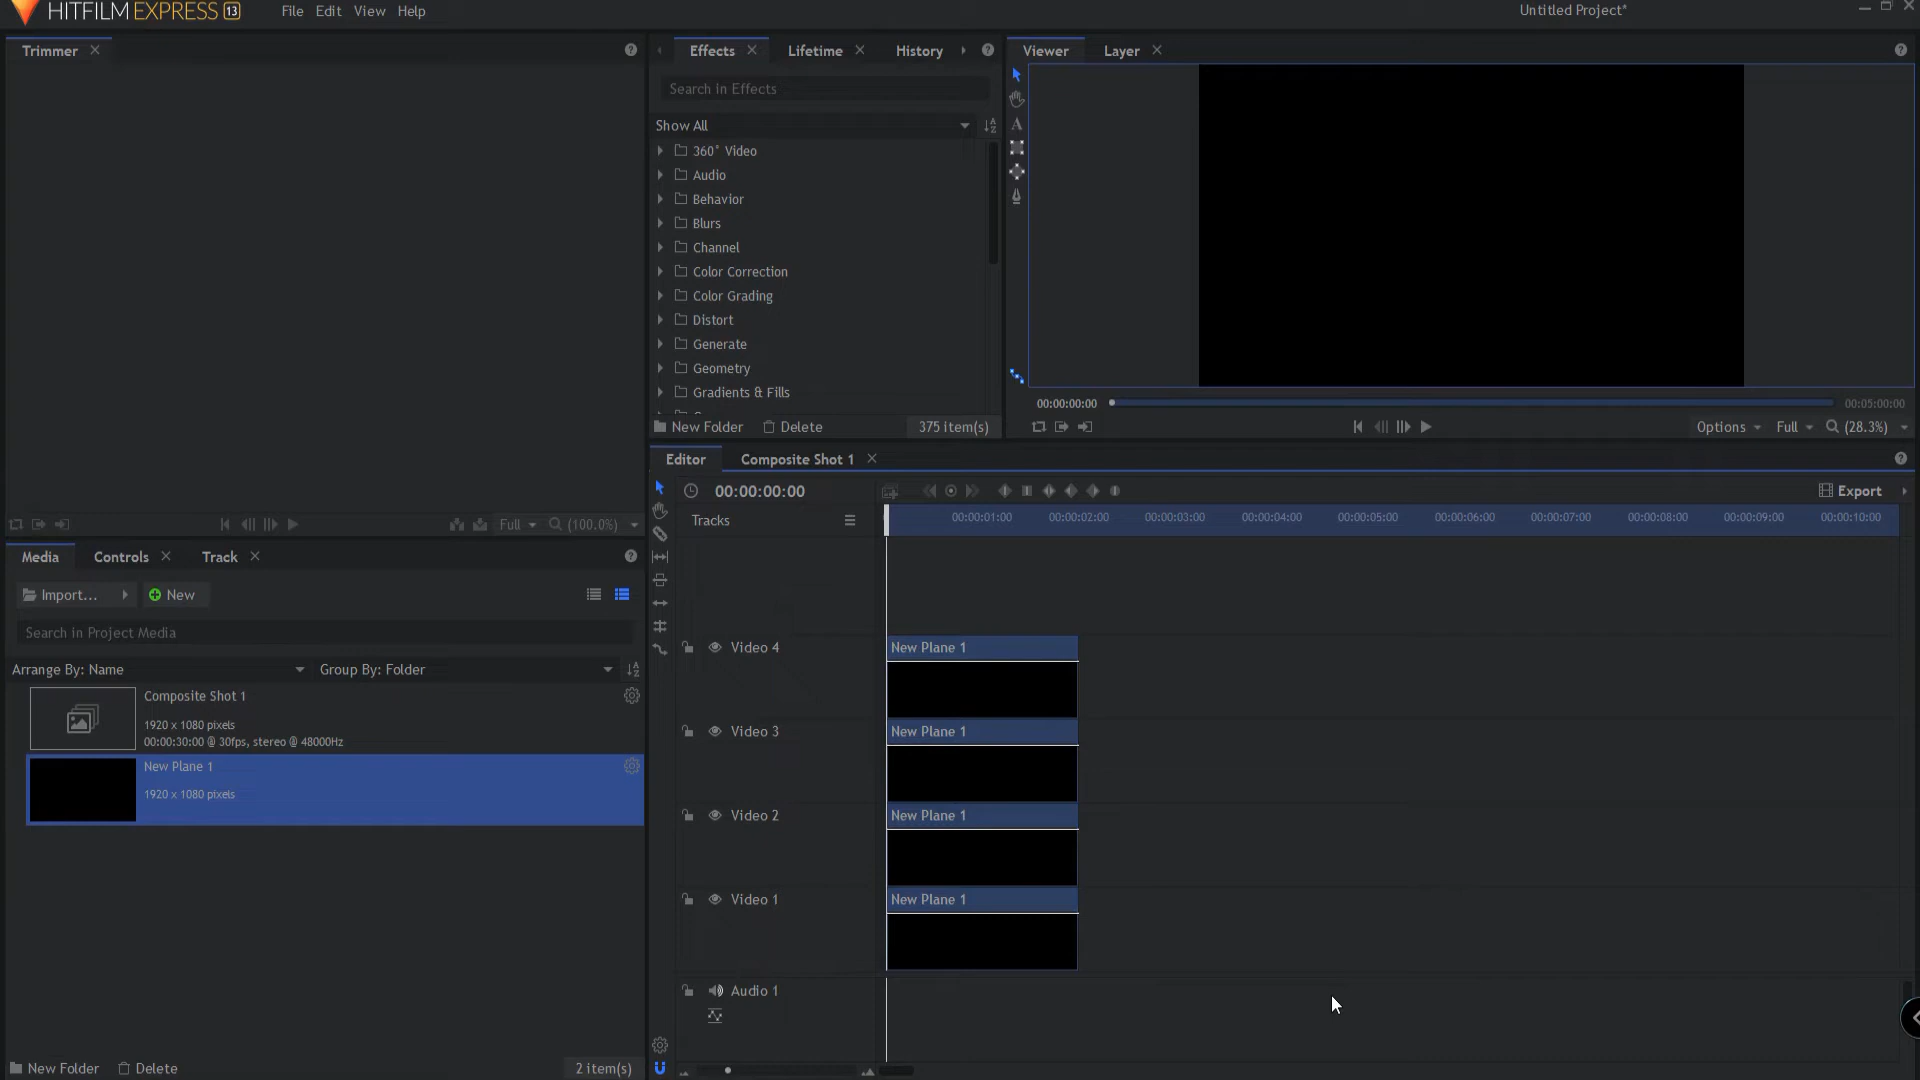 HITFILM EXPRESS 13
File Edit View Help
Untitled Project*
Trimmer
Effects Lifetime History
Viewer Layer
Search in Effects
Show All
360° Video
Audio
Behavior
Blurs
Channel
Color Correction
Color Grading
Distort
Generate
Geometry
Gradients & Fills
New Folder Delete 375 item(s)
00:00:00:00 00:05:00:00
Options Full (28.3%)
Full (100.0%)
Editor Composite Shot 1
00:00:00:00 Export
Tracks
00:00:01:00 00:00:02:00 00:00:03:00 00:00:04:00 00:00:05:00 00:00:06:00 00:00:07:00 00:00:08:00 00:00:09:00 00:00:10:00
Video 4 New Plane 1
Video 3 New Plane 1
Video 2 New Plane 1
Video 1 New Plane 1
Audio 1
Media Controls Track
Import... New
Search in Project Media
Arrange By: Name Group By: Folder
Composite Shot 1
1920 x 1080 pixels
00:00:30:00 @ 30fps, stereo @ 48000Hz
New Plane 1
1920 x 1080 pixels
New Folder Delete 2 item(s)